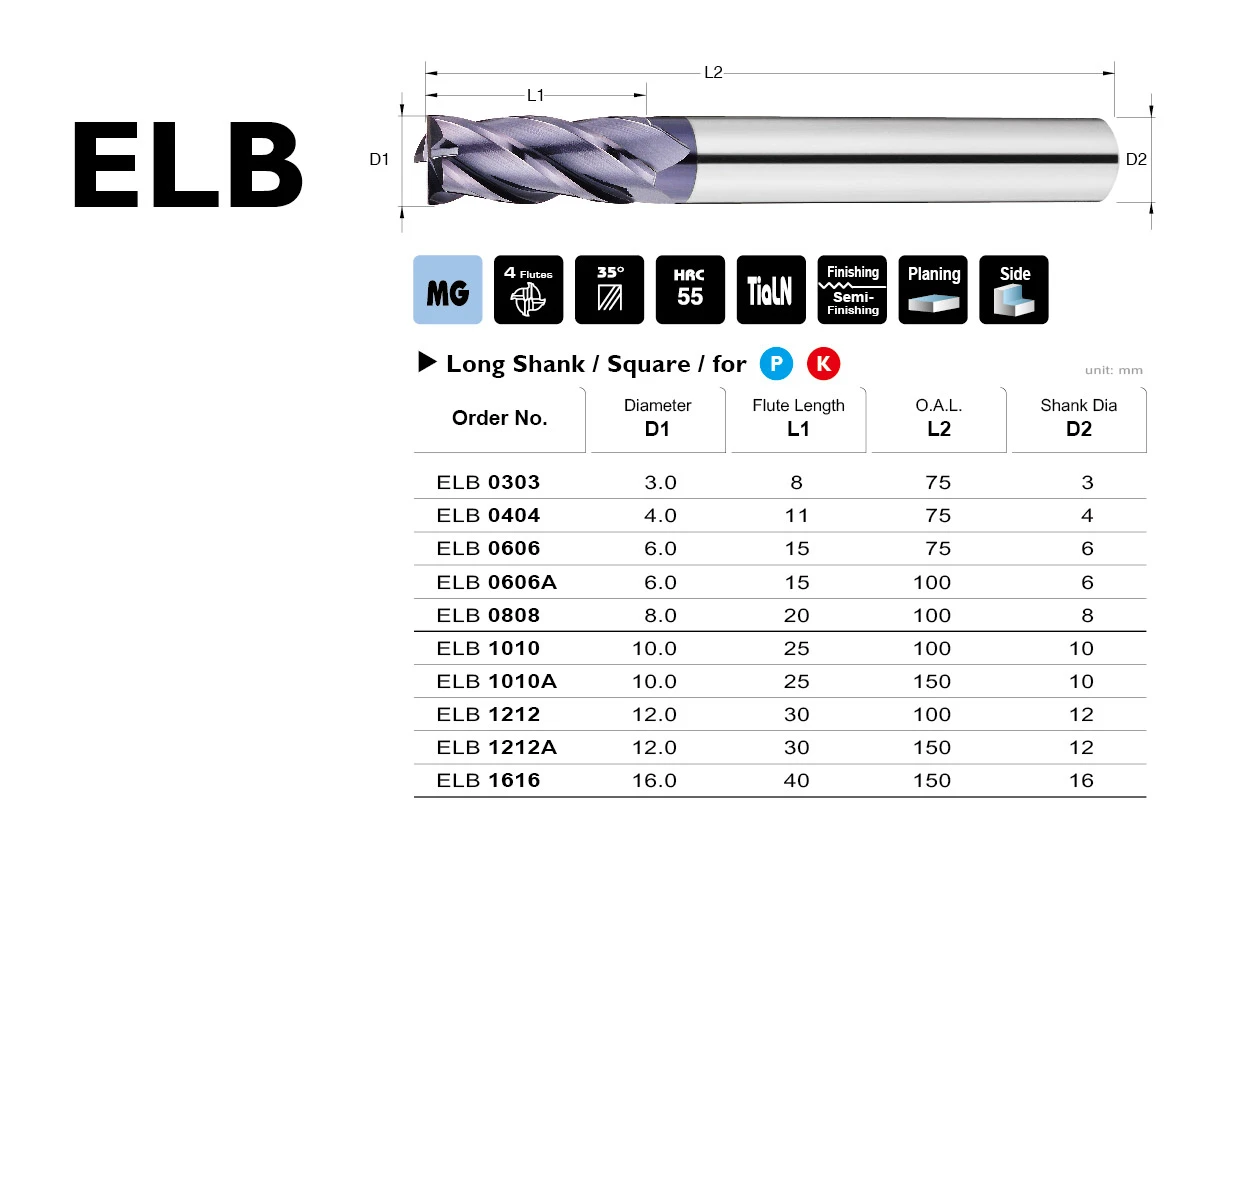 L2
L1
ELB
D1
D2
MG
4 Flutes
35°
HRC
55
TiaLN
Finishing
Semi-
Finishing
Planing
Side
Long Shank / Square / for P K
unit: mm
Order No. Diameter D1 Flute Length L1 O.A.L. L2 Shank Dia D2
ELB 0303 3.0 8 75 3
ELB 0404 4.0 11 75 4
ELB 0606 6.0 15 75 6
ELB 0606A 6.0 15 100 6
ELB 0808 8.0 20 100 8
ELB 1010 10.0 25 100 10
ELB 1010A 10.0 25 150 10
ELB 1212 12.0 30 100 12
ELB 1212A 12.0 30 150 12
ELB 1616 16.0 40 150 16